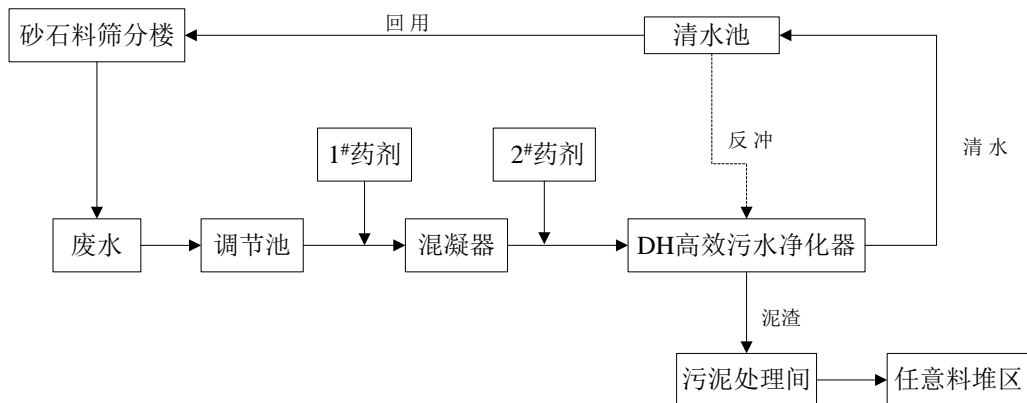 砂石料筛分楼
回 用
清水池
反 冲
清 水
1#药剂
2#药剂
废水
调节池
混凝器
DH高效污水净化器
泥渣
污泥处理间
任意料堆区